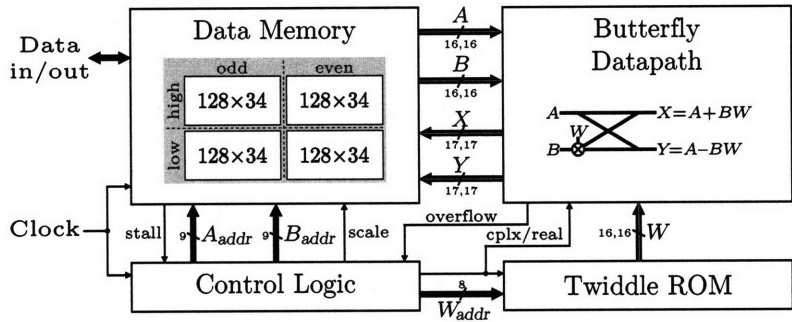 Data Memory
A
16,16
B
16,16
X
17,17
Y
17,17
Butterfly
Datapath
Data
in/out
odd
even
high
low
128×34
128×34
128×34
128×34
A
W
B
X=A+BW
Y=A-BW
Clock
stall
9
A_addr
9
B_addr
scale
overflow
cplx/real
16,16
W
Control Logic
8
W_addr
Twiddle ROM